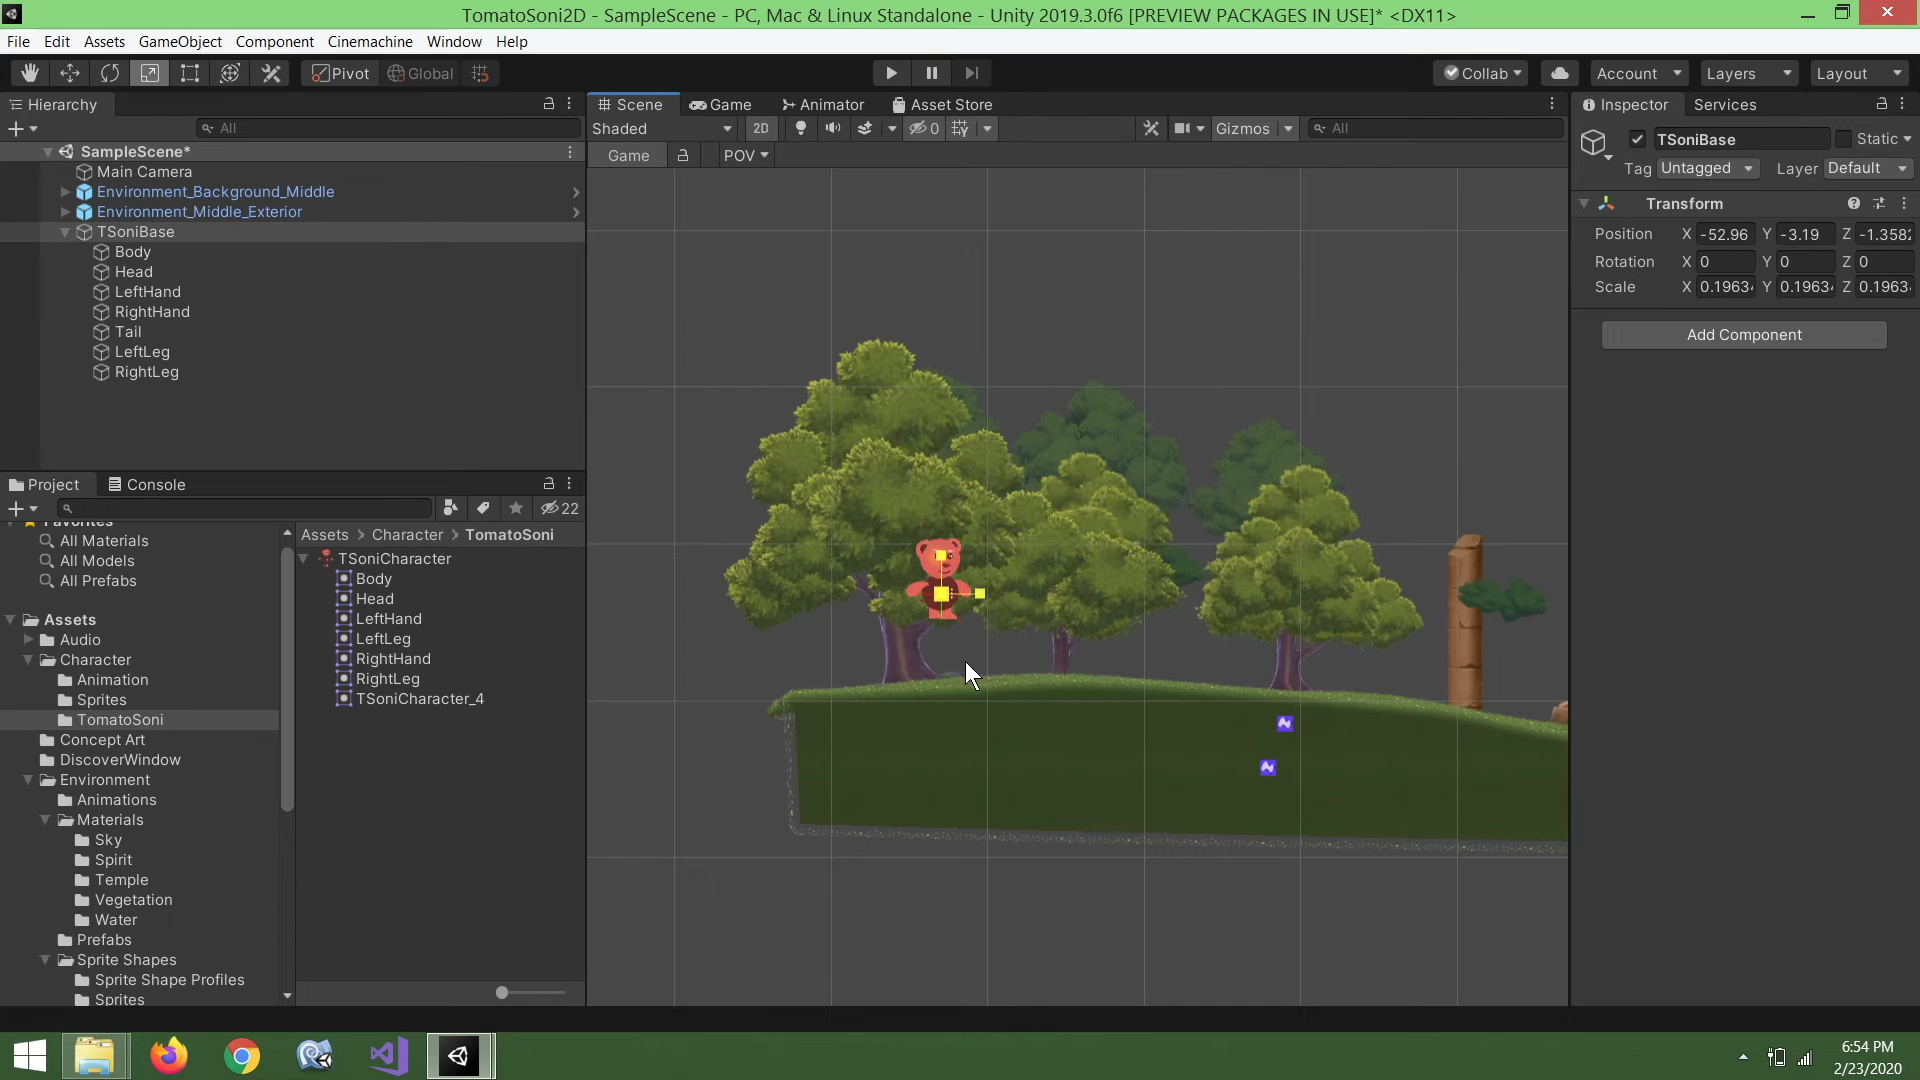 TomatoSoni2D - SampleScene - PC, Mac & Linux Standalone - Unity 2019.3.0f6 [PREVIEW PACKAGES IN USE]* <DX11>
File Edit Assets GameObject Component Cinemachine Window Help
Pivot Global Collab Account Layers Layout
Hierarchy
All
SampleScene*
Main Camera
Environment_Background_Middle
Environment_Middle_Exterior
TSoniBase
Body
Head
LeftHand
RightHand
Tail
LeftLeg
RightLeg
Project Console
22
Favorites
All Materials
All Models
All Prefabs
Assets
Audio
Character
Animation
Sprites
TomatoSoni
Concept Art
DiscoverWindow
Environment
Animations
Materials
Sky
Spirit
Temple
Vegetation
Water
Prefabs
Sprite Shapes
Sprite Shape Profiles
Sprites
Assets > Character > TomatoSoni
TSoniCharacter
Body
Head
LeftHand
LeftLeg
RightHand
RightLeg
TSoniCharacter_4
Scene Game Animator Asset Store
Shaded 2D 0 Gizmos All
Game POV
Inspector Services
TSoniBase Static
Tag Untagged Layer Default
Transform
Position X -52.96 Y -3.19 Z -1.3582
Rotation X 0 Y 0 Z 0
Scale X 0.1963 Y 0.1963 Z 0.1963
Add Component
6:54 PM
2/23/2020